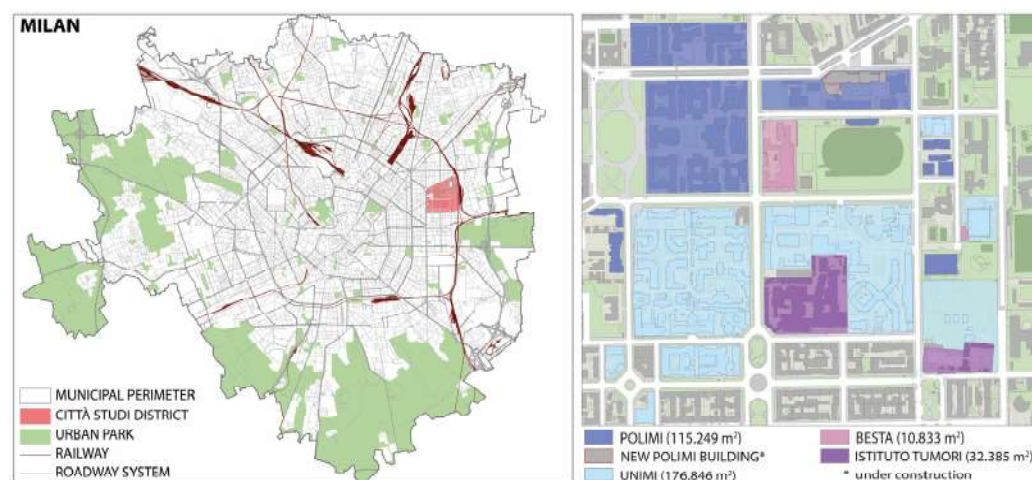 MILAN
MUNICIPAL PERIMETER
CITTÀ STUDI DISTRICT
URBAN PARK
RAILWAY
ROADWAY SYSTEM
POLIMI (115.249 m²)
NEW POLIMI BUILDING*
UNIMI (176.846 m²)
BESTA (10.833 m²)
ISTITUTO TUMORI (32.385 m²)
* under construction